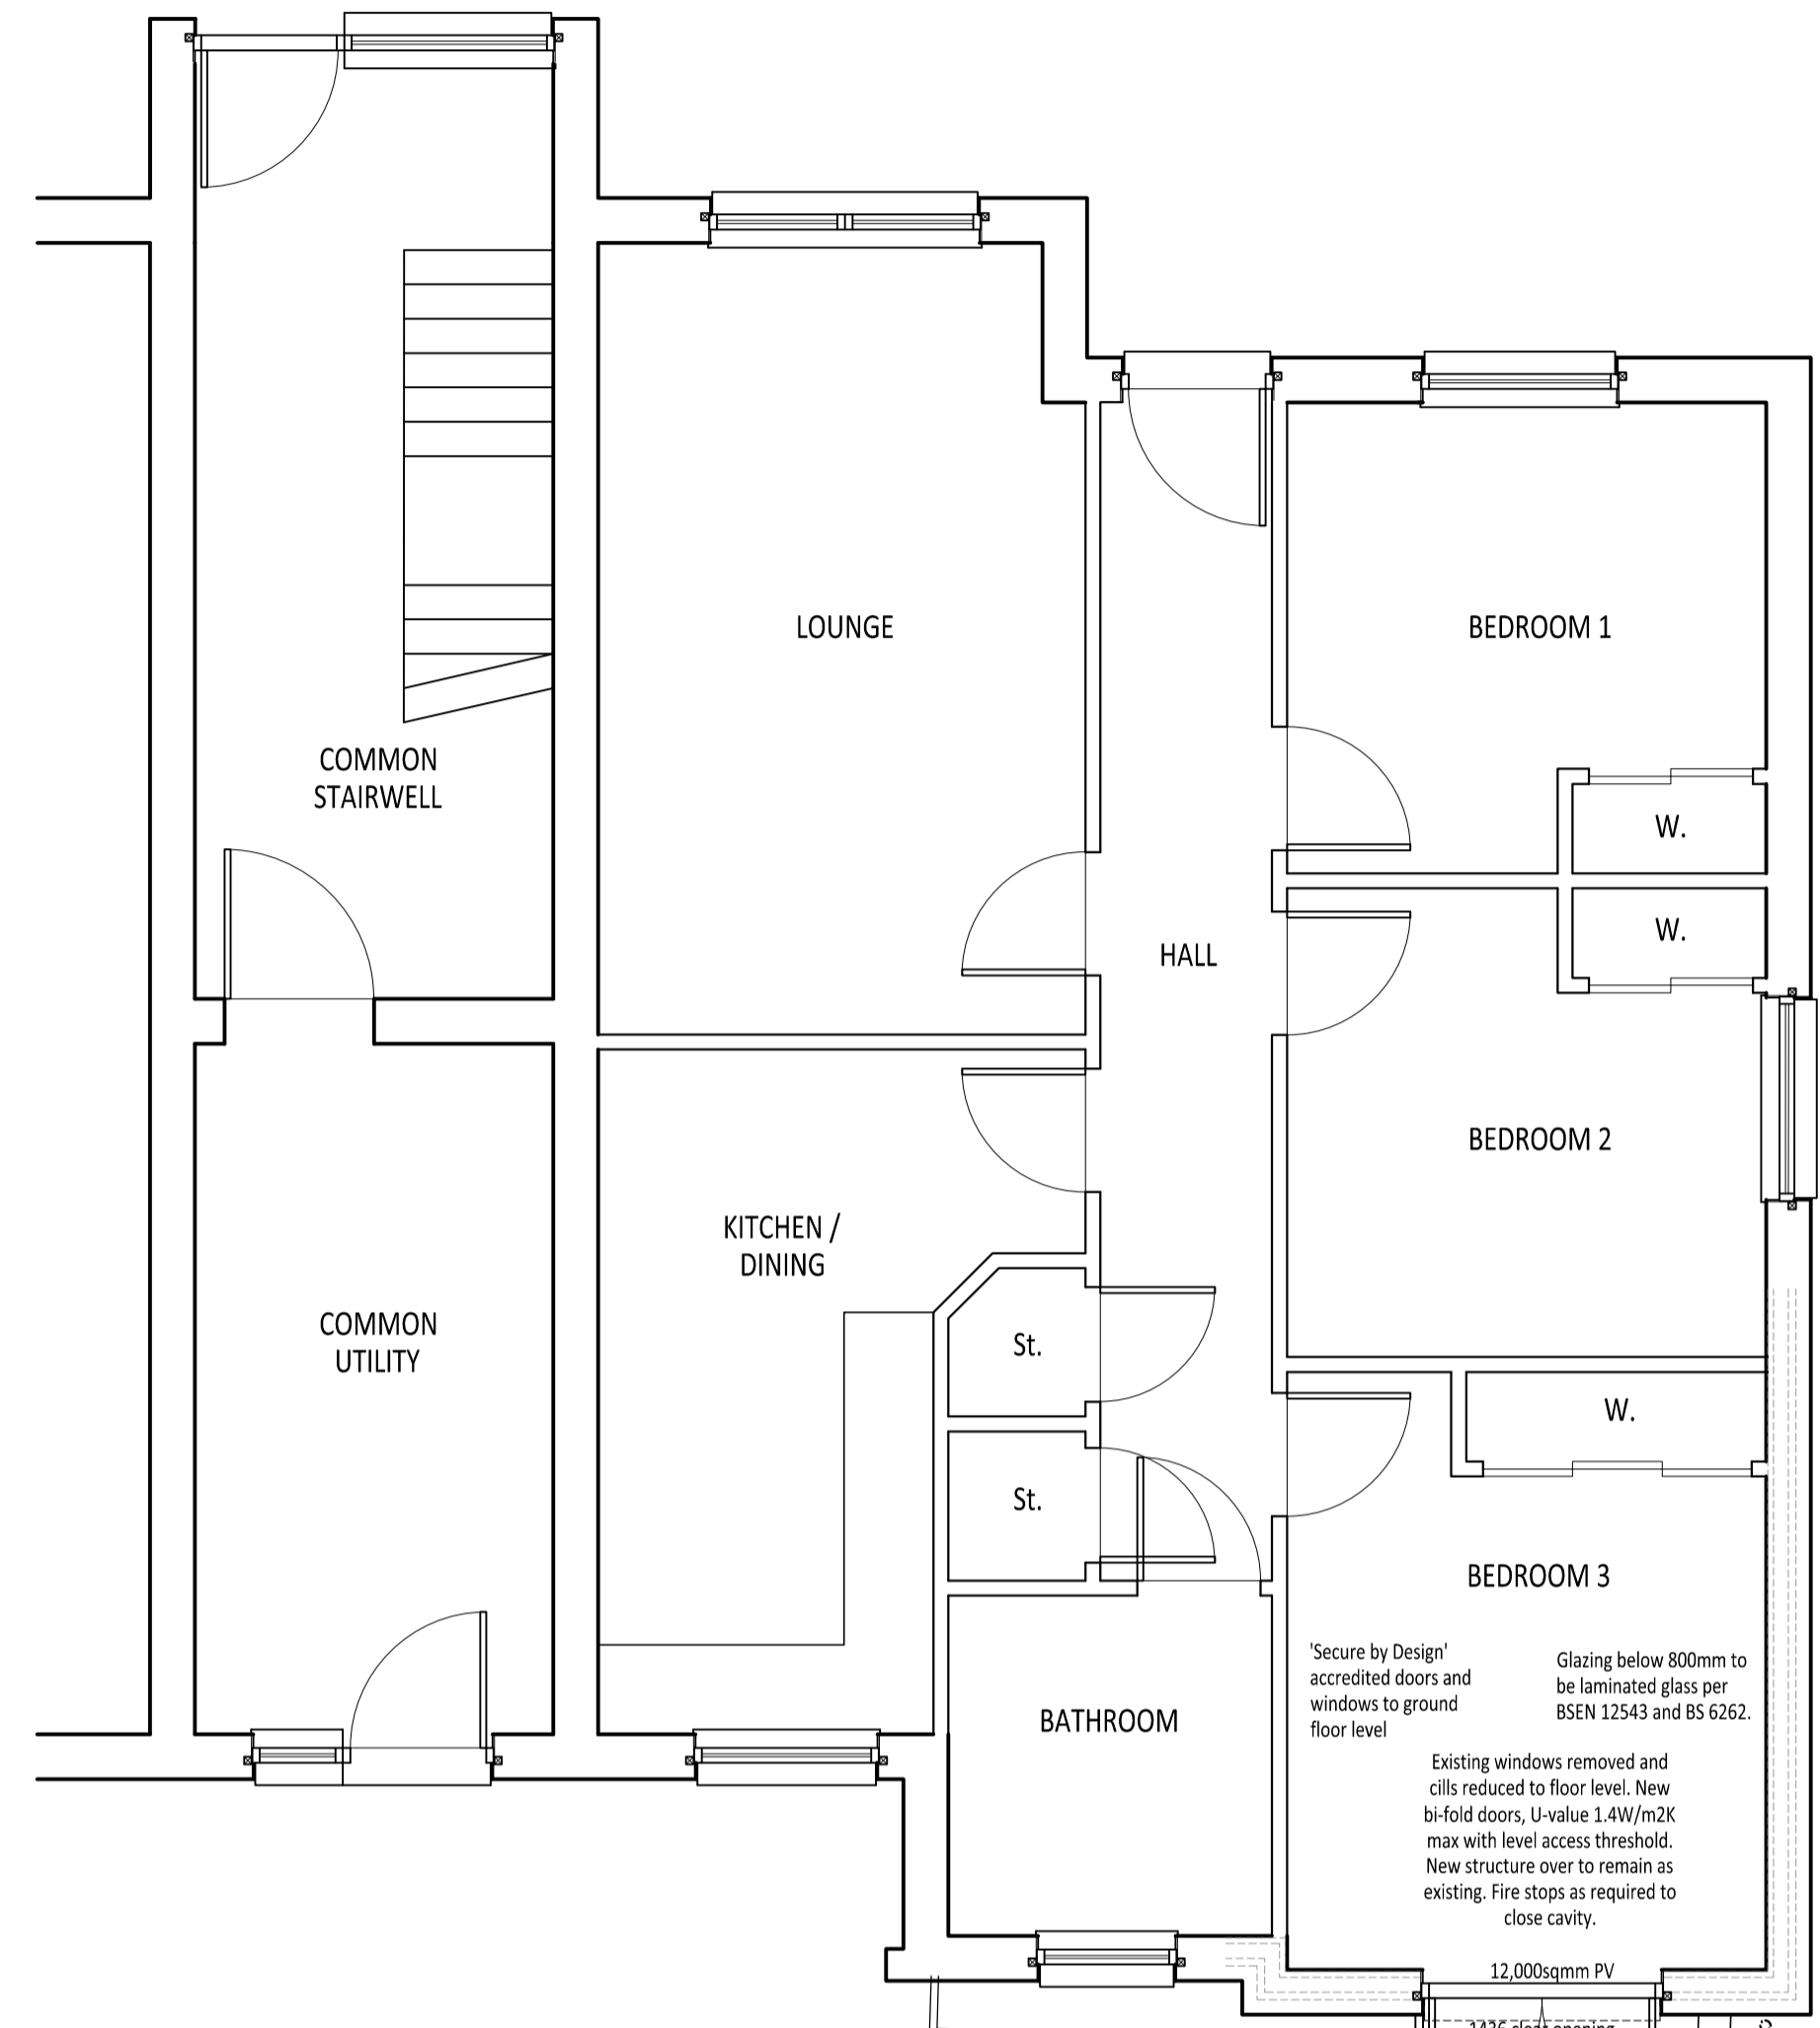 LOUNGE
BEDROOM 1
COMMON
STAIRWELL
W.
W.
HALL
BEDROOM 2
KITCHEN /
DINING
COMMON
UTILITY
St.
W.
St.
BEDROOM 3
'Secure by Design'
accredited doors and
windows to ground
floor level
Glazing below 800mm to
be laminated glass per
BSEN 12543 and BS 6262.
BATHROOM
Existing windows removed and
cills reduced to floor level. New
bi-fold doors, U-value 1.4W/m2K
max with level access threshold.
New structure over to remain as
existing. Fire stops as required to
close cavity.
12,000sqmm PV
1436 clear opening